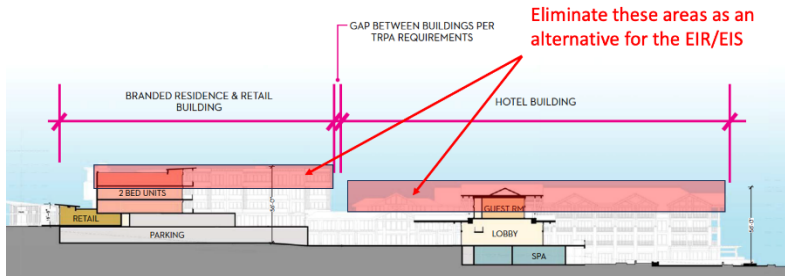 Eliminate these areas as an
alternative for the EIR/EIS
GAP BETWEEN BUILDINGS PER
TRPA REQUIREMENTS
BRANDED RESIDENCE & RETAIL
BUILDING
HOTEL BUILDING
2 BED UNITS
GUEST RM
RETAIL
PARKING
LOBBY
SPA